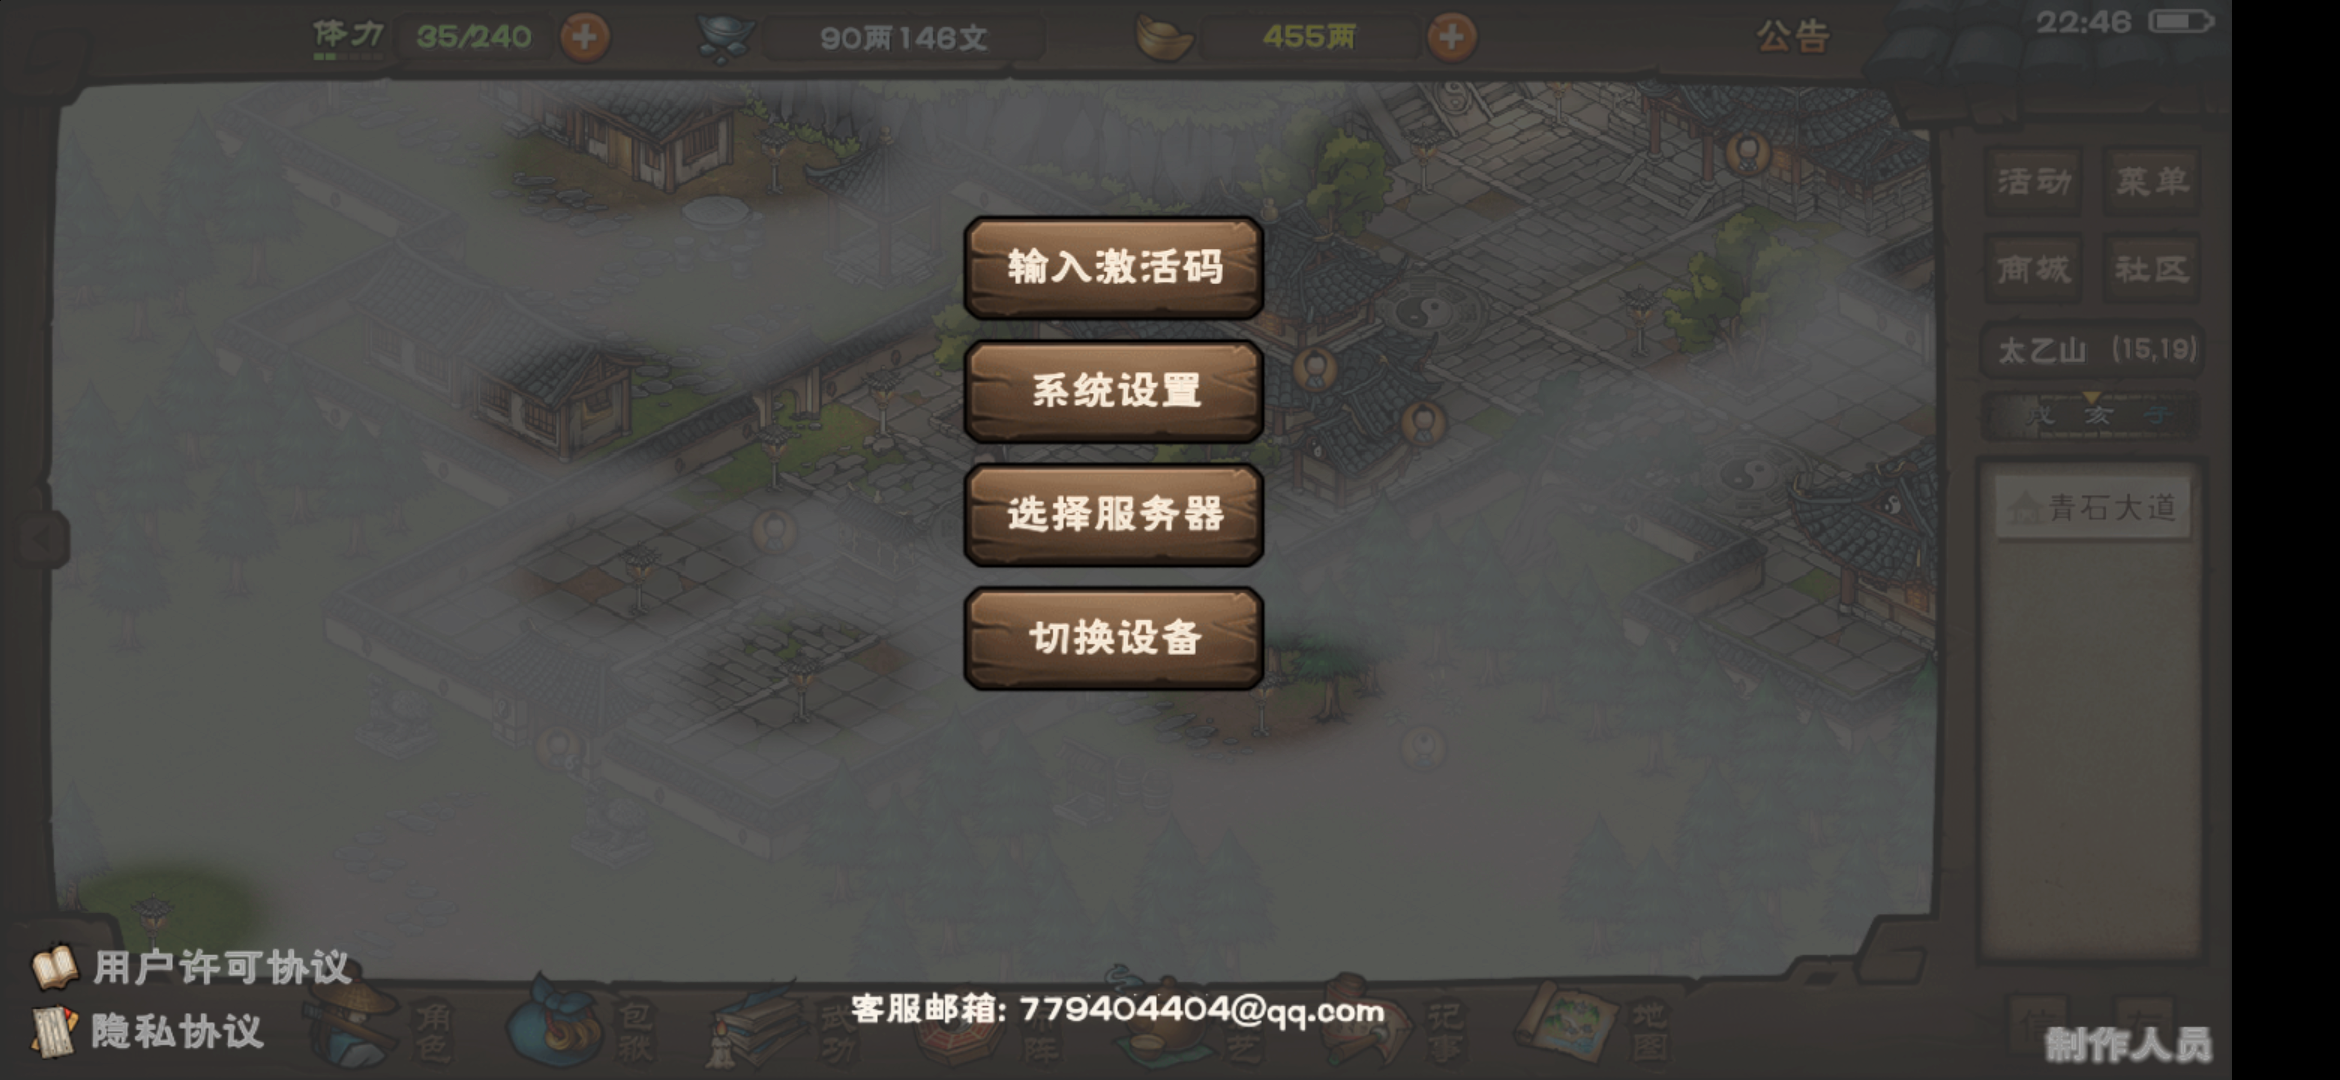 体力 35/240 90两146文 455两 公告 22:46
活动 菜单
商城 社区
太乙山 (15,19)
戌 亥 子
青石大道
输入激活码
系统设置
选择服务器
切换设备
用户许可协议
隐私协议
客服邮箱: 779404404@qq.com
角色 包袱 武功 阵 艺 记事 地图
制作人员